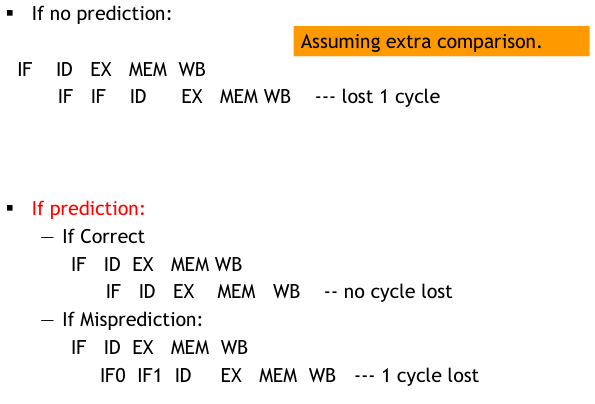 ▪ If no prediction:
Assuming extra comparison.
IF ID EX MEM WB
IF IF ID EX MEM WB --- lost 1 cycle
▪ If prediction:
— If Correct
IF ID EX MEM WB
IF ID EX MEM WB -- no cycle lost
— If Misprediction:
IF ID EX MEM WB
IF0 IF1 ID EX MEM WB --- 1 cycle lost